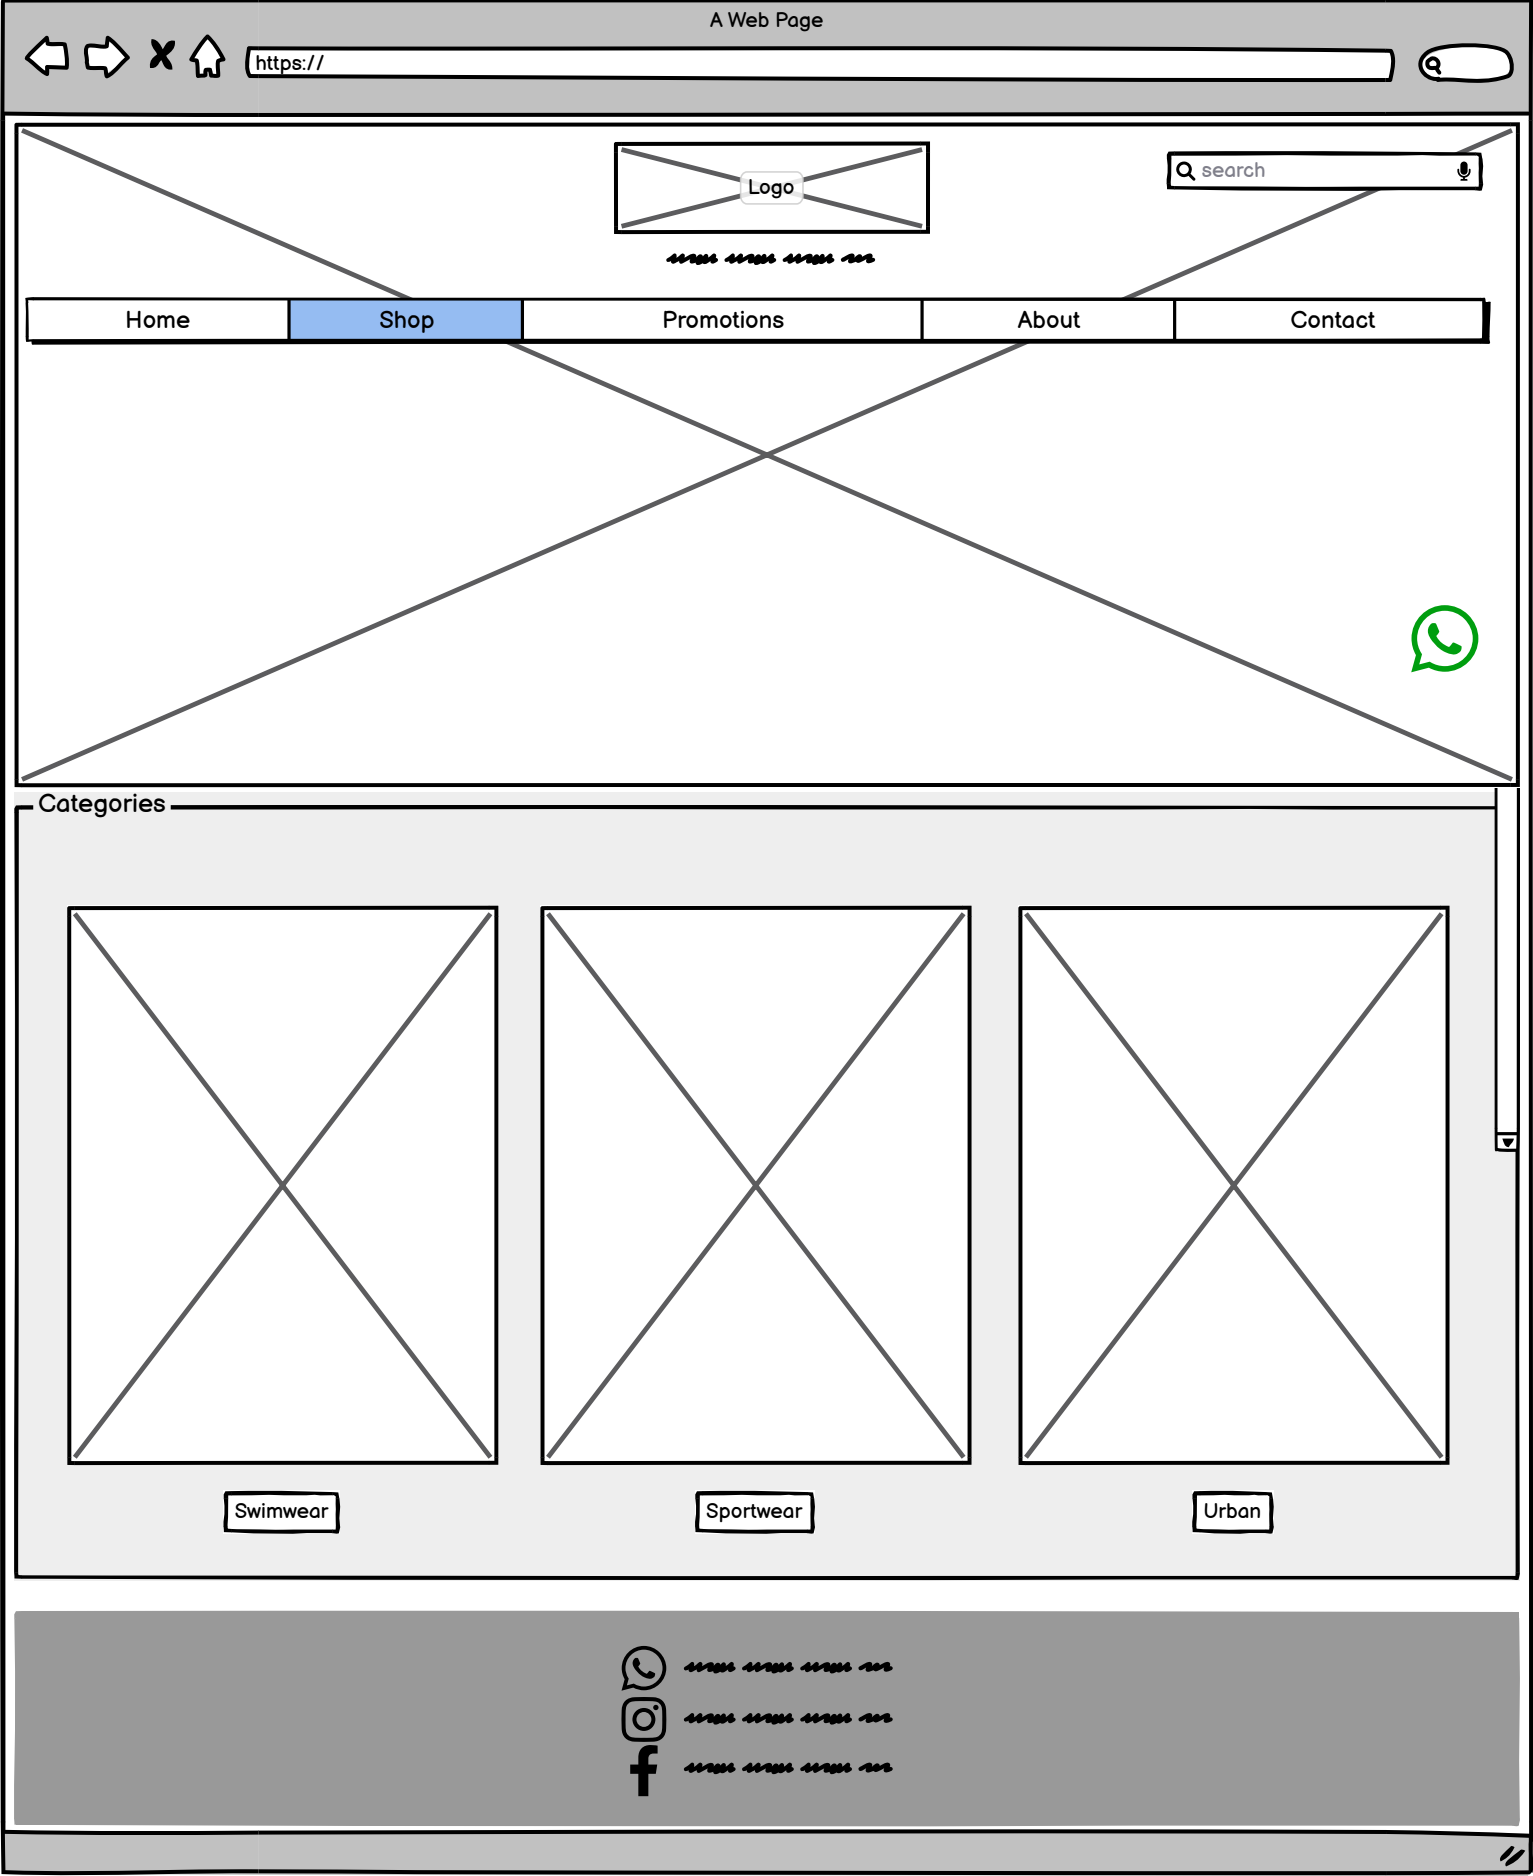 A Web Page
https://
Logo
search
Home Shop Promotions About Contact
Categories
Swimwear Sportwear Urban